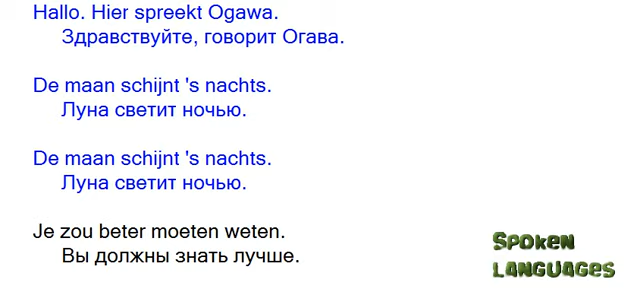 Hallo. Hier spreekt Ogawa.
Здравствуйте, говорит Огава.
De maan schijnt 's nachts.
Луна светит ночью.
De maan schijnt 's nachts.
Луна светит ночью.
Je zou beter moeten weten.
Вы должны знать лучше.
SPOKEN
LANGUAGES